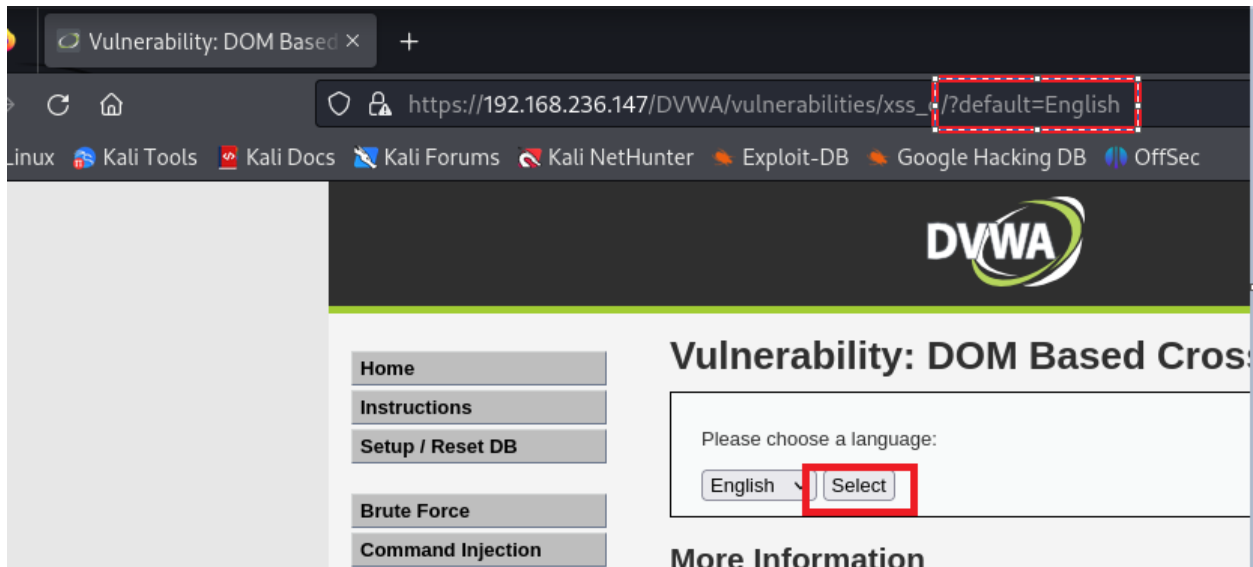 Vulnerability: DOM Based
https://192.168.236.147/DVWA/vulnerabilities/xss_d/?default=English
Linux Kali Tools Kali Docs Kali Forums Kali NetHunter Exploit-DB Google Hacking DB OffSec
DVWA
Vulnerability: DOM Based Cros
Home
Instructions
Setup / Reset DB
Please choose a language:
English Select
Brute Force
Command Injection
More Information